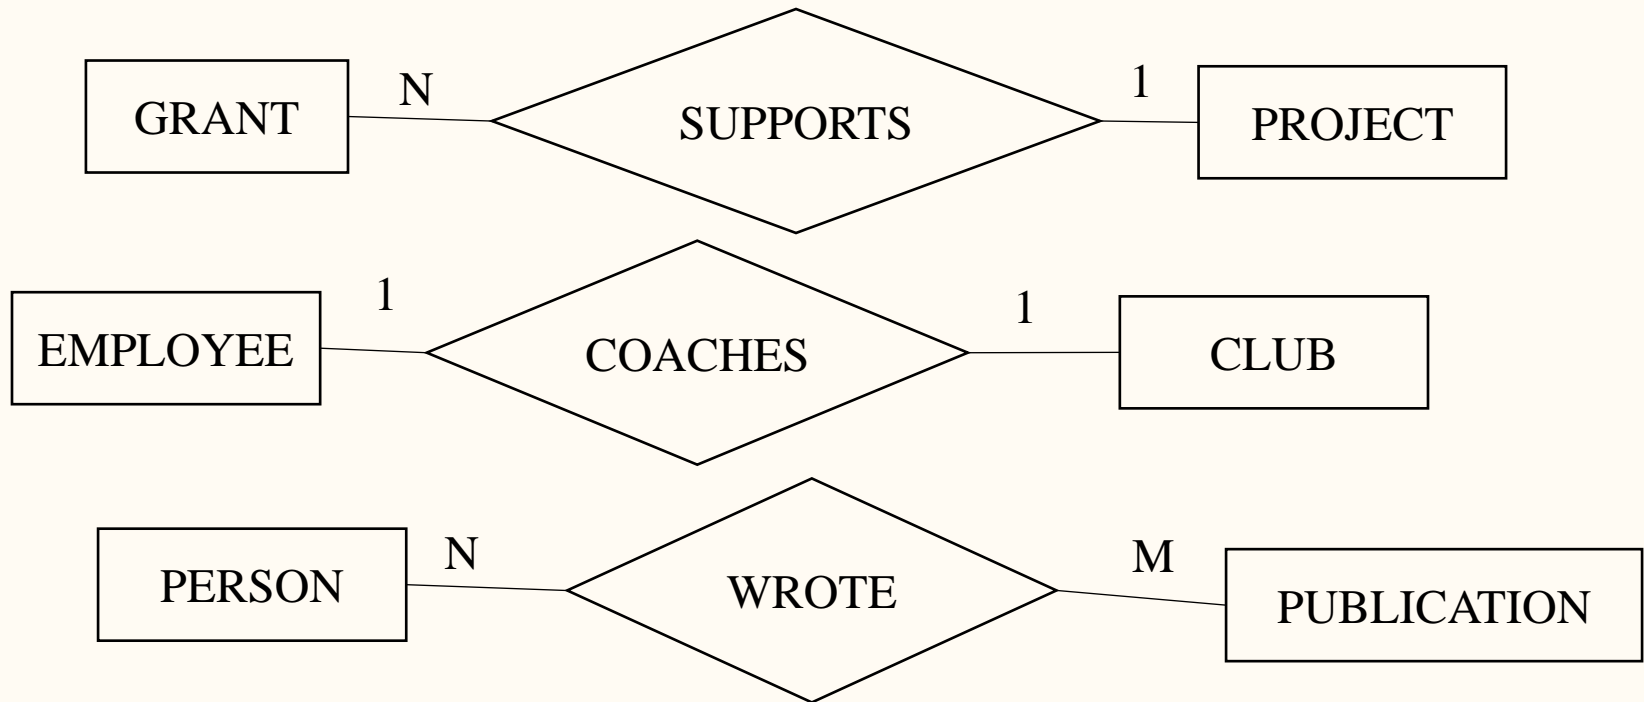 GRANT N SUPPORTS 1 PROJECT
EMPLOYEE 1 COACHES 1 CLUB
PERSON N WROTE M PUBLICATION